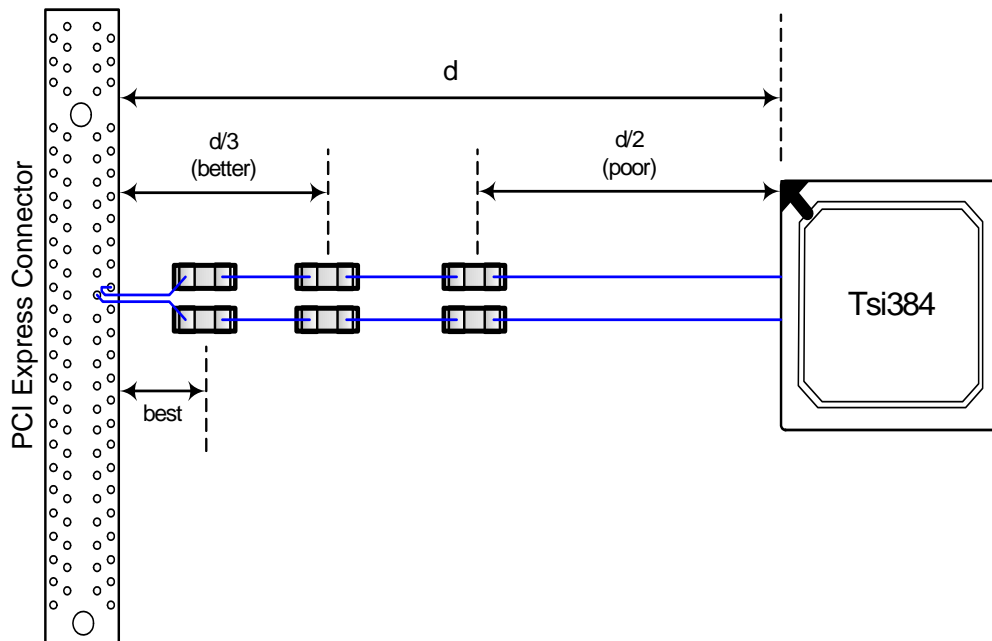 d
d/3
(better)
d/2
(poor)
PCI Express Connector
Tsi384
best